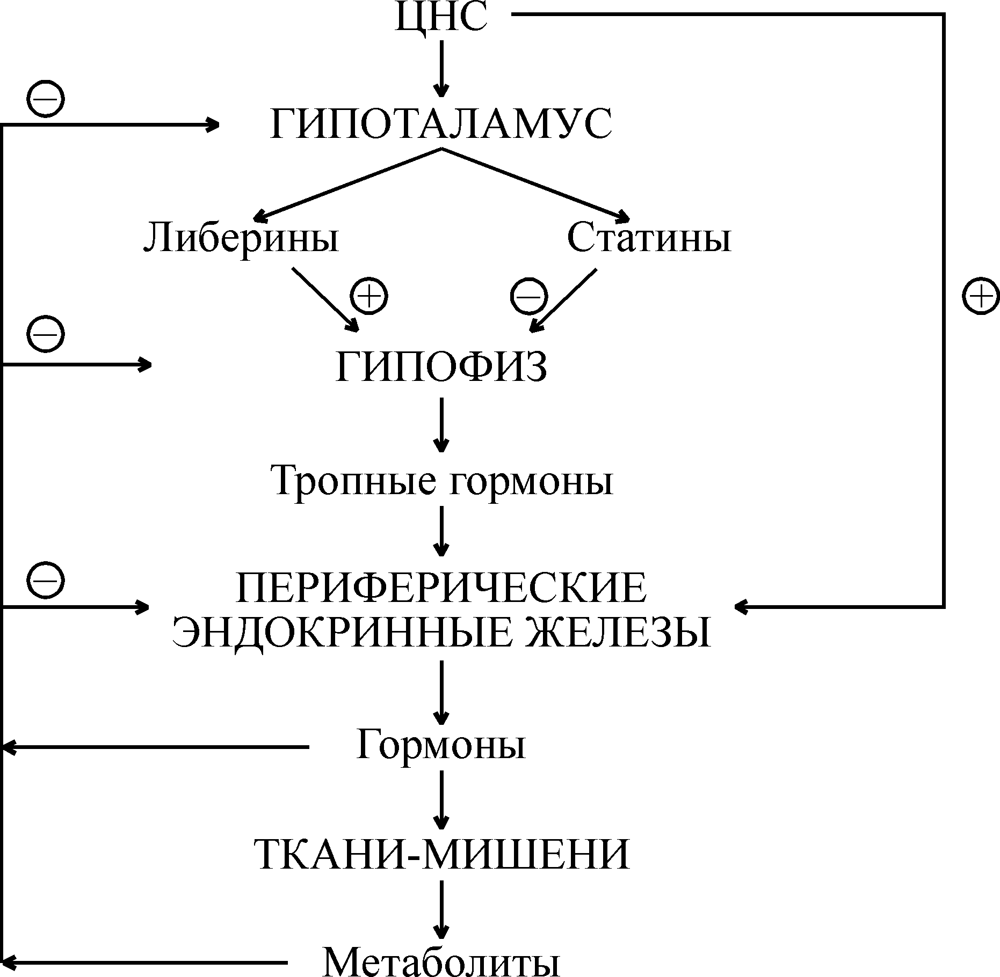 ЦНС
ГИПОТАЛАМУС
Либерины
Статины
ГИПОФИЗ
Тропные гормоны
ПЕРИФЕРИЧЕСКИЕ
ЭНДОКРИННЫЕ ЖЕЛЕЗЫ
Гормоны
ТКАНИ-МИШЕНИ
Метаболиты